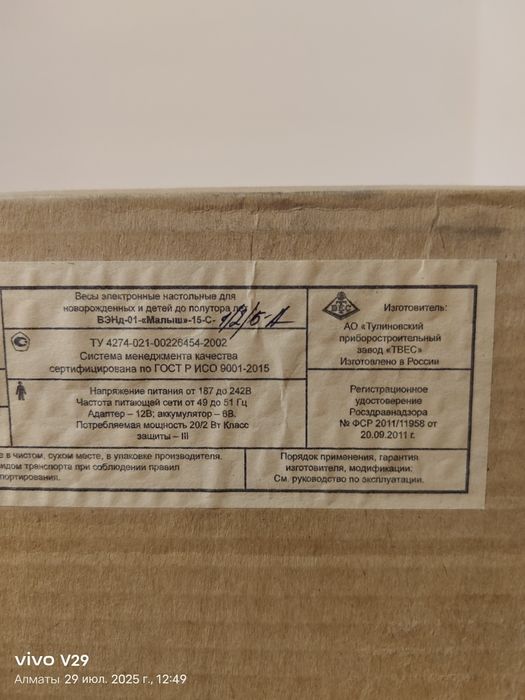 Весы электронные настольные для
новорожденных и детей до полутора
ВЭНд-01-«Малыш»-15-С-1/2/5-А
ТУ 4274-021-00226454-2002
Система менеджмента качества
сертифицирована по ГОСТ Р ИСО 9001-2015
Напряжение питания от 187 до 242В
Частота питающей сети от 49 до 51 Гц
Адаптер – 12В; аккумулятор – 6В.
Потребляемая мощность 20/2 Вт Класс
защиты – III
ТВЕС
Изготовитель:
АО «Тулиновский
приборостроительный
завод «ТВЕС»
Изготовлено в России
Регистрационное
удостоверение
Росздравнадзора
№ ФСР 2011/11958 от
20.09.2011 г.
е в чистом, сухом месте, в упаковке производителя.
видом транспорта при соблюдении правил
портирования.
Порядок применения, гарантия
изготовителя, модификации:
См. руководство по эксплуатации.
vivo V29
Алматы 29 июл. 2025 г., 12:49